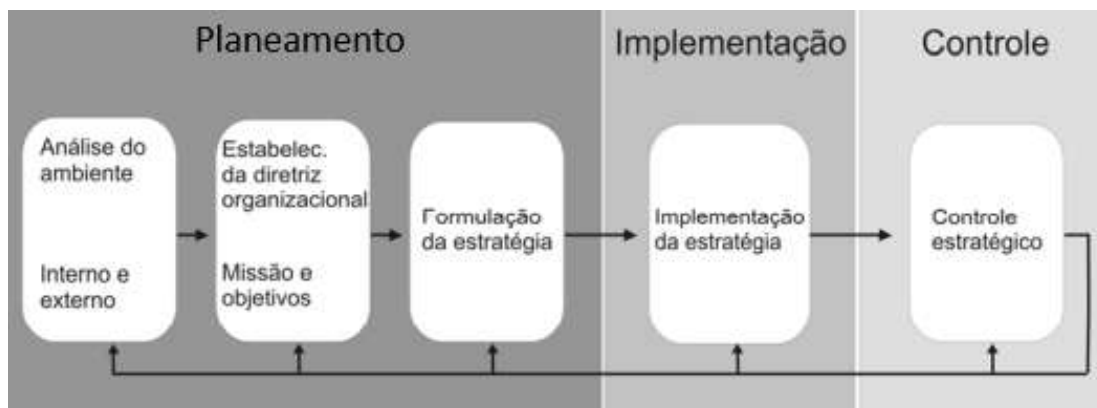 Planeamento
Implementação
Controle
Análise do
ambiente
Interno e
externo
Estabelec.
da diretriz
organizacional
Missão e
objetivos
Formulação
da estratégia
Implementação
da estratégia
Controle
estratégico